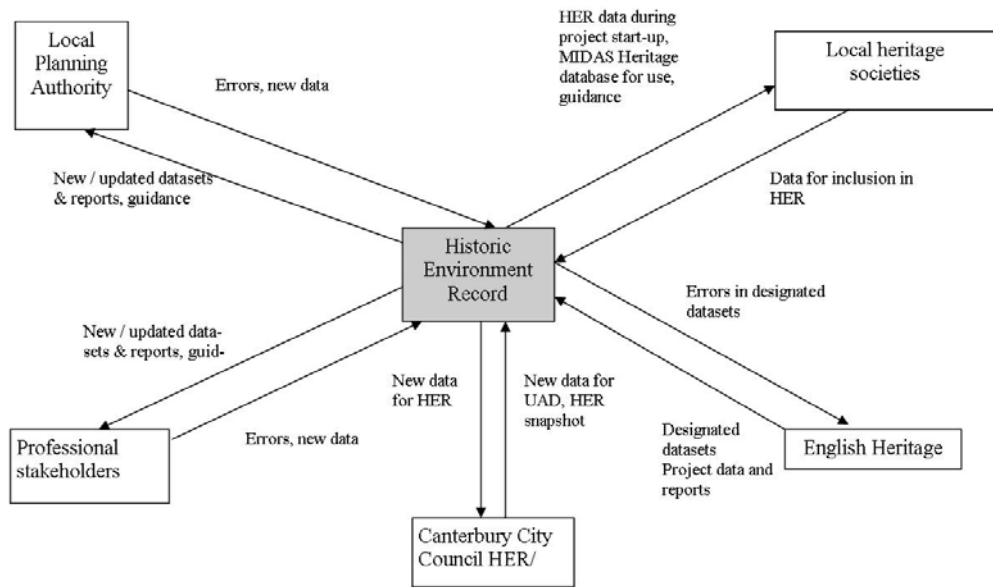 Local
Planning
Authority
Errors, new data
HER data during
project start-up,
MIDAS Heritage
database for use,
guidance
Local heritage
societies
New / updated datasets
& reports, guidance
Data for inclusion in
HER
Historic
Environment
Record
Errors in designated
datasets
New / updated data-
sets & reports, guid-
New data
for HER
New data for
UAD, HER
snapshot
Professional
stakeholders
Errors, new data
Designated
datasets
Project data and
reports
English Heritage
Canterbury City
Council HER/